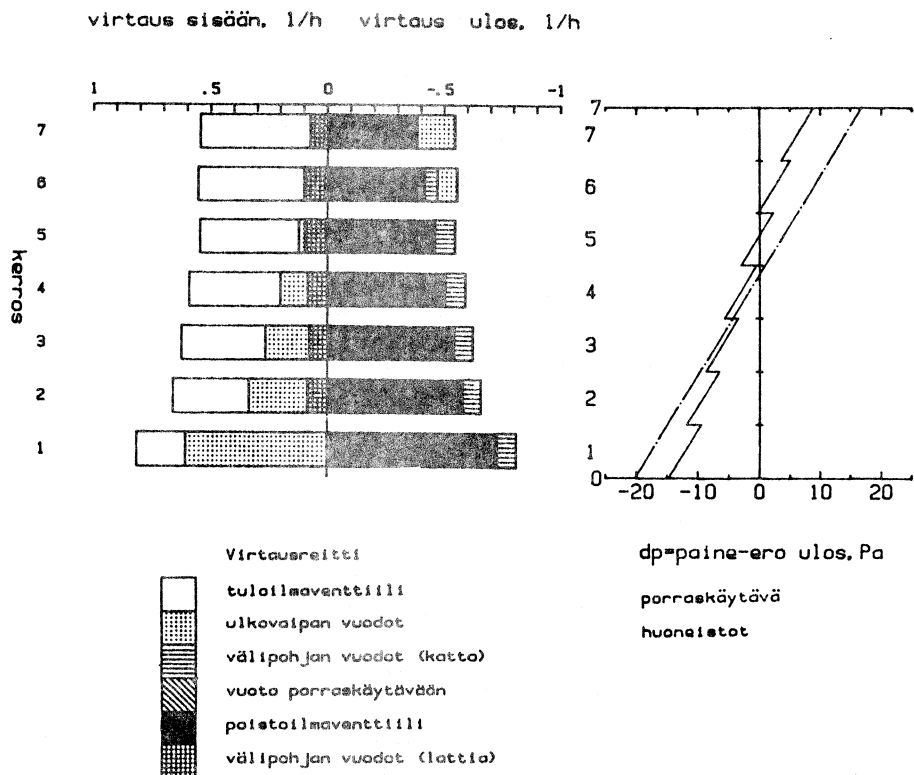 virtaus sisään, l/h virtaus ulos, l/h
1 .5 0 -.5 -1
kerros
7
6
5
4
3
2
1
7
7
6
5
4
3
2
1
0
-20 -10 0 10 20
dp=paine-ero ulos, Pa
porraskäytävä
huoneistot
Virtausreitti
tuloilmaventtiili
ulkovaipan vuodot
välipohjan vuodot (katto)
vuoto porraskäytävään
poistoilmaventtiili
välipohjan vuodot (lattia)